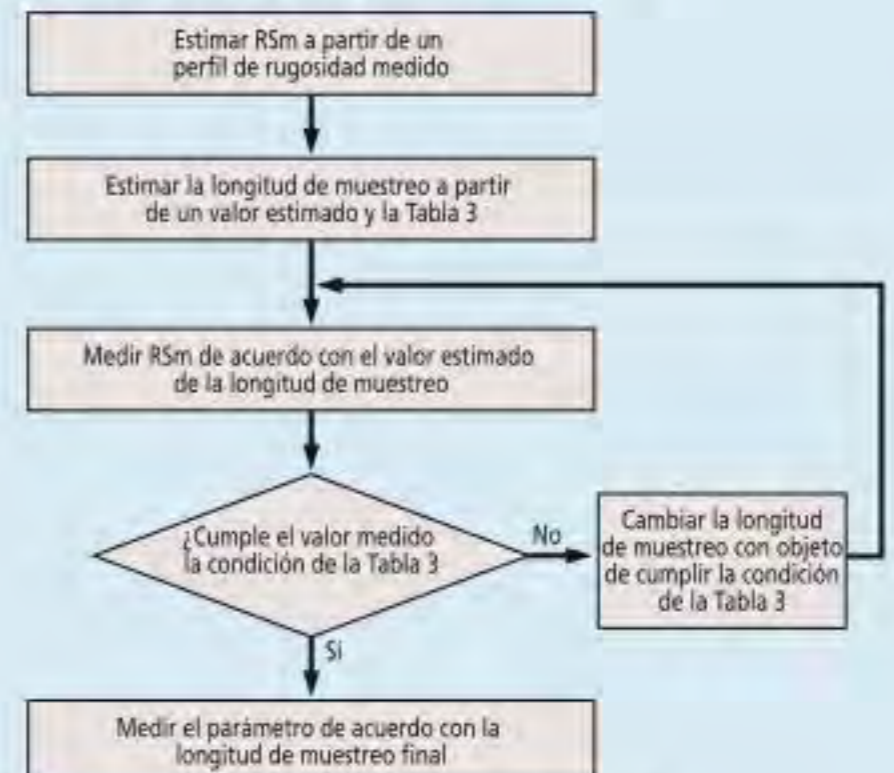 Estimar RSm a partir de un
perfil de rugosidad medido
Estimar la longitud de muestreo a partir
de un valor estimado y la Tabla 3
Medir RSm de acuerdo con el valor estimado
de la longitud de muestreo
¿Cumple el valor medido
la condición de la Tabla 3
No
Cambiar la longitud
de muestreo con objeto
de cumplir la condición
de la Tabla 3
Si
Medir el parámetro de acuerdo con la
longitud de muestreo final